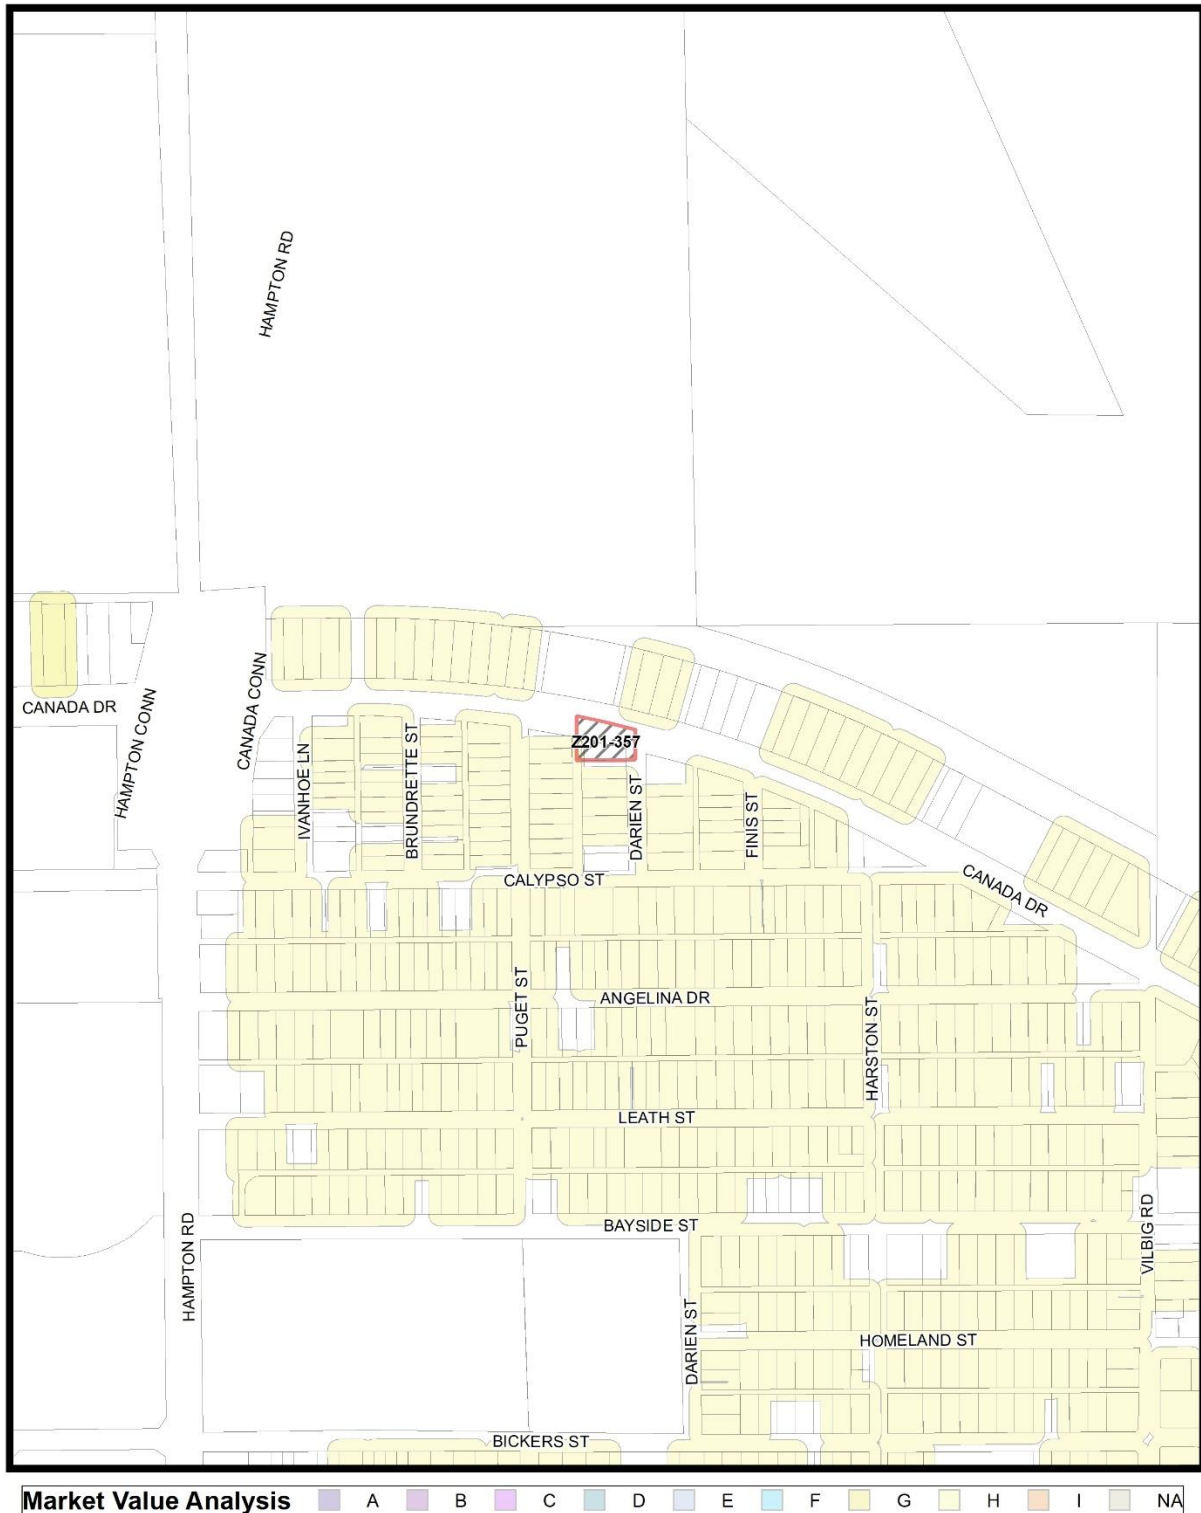 HAMPTON RD
CANADA DR
HAMPTON CONN
CANADA CONN
IVANHOE LN
BRUNDRETTE ST
Z201-357
DARIEN ST
FINIS ST
CALYPSO ST
CANADA DR
PUGET ST
ANGELINA DR
HARSTON ST
LEATH ST
BAYSIDE ST
HAMPTON RD
VILBIG RD
DARIEN ST
HOMELAND ST
BICKERS ST
Market Value Analysis A B C D E F G H I NA